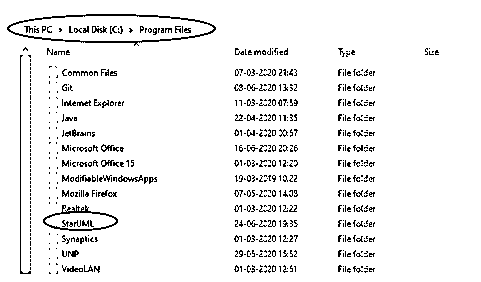 This PC > Local Disk (C:) > Program Files
Name Date modified Type Size
Common Files 07-03-2020 21:43 File folder
Git 08-06-2020 13:32 File folder
Internet Explorer 11-03-2020 07:59 File folder
Java 22-04-2020 11:35 File folder
JetBrains 01-04-2020 00:57 File folder
Microsoft Office 16-06-2020 20:26 File folder
Microsoft Office 15 01-03-2020 12:20 File folder
ModifiableWindowsApps 19-03-2019 10:22 File folder
Mozilla Firefox 07-05-2020 14:08 File folder
Realtek 01-03-2020 12:22 File folder
StarUML 24-06-2020 19:35 File folder
Synaptics 01-03-2020 12:27 File folder
UNP 29-05-2020 15:52 File folder
VideoLAN 01-03-2020 12:51 File folder